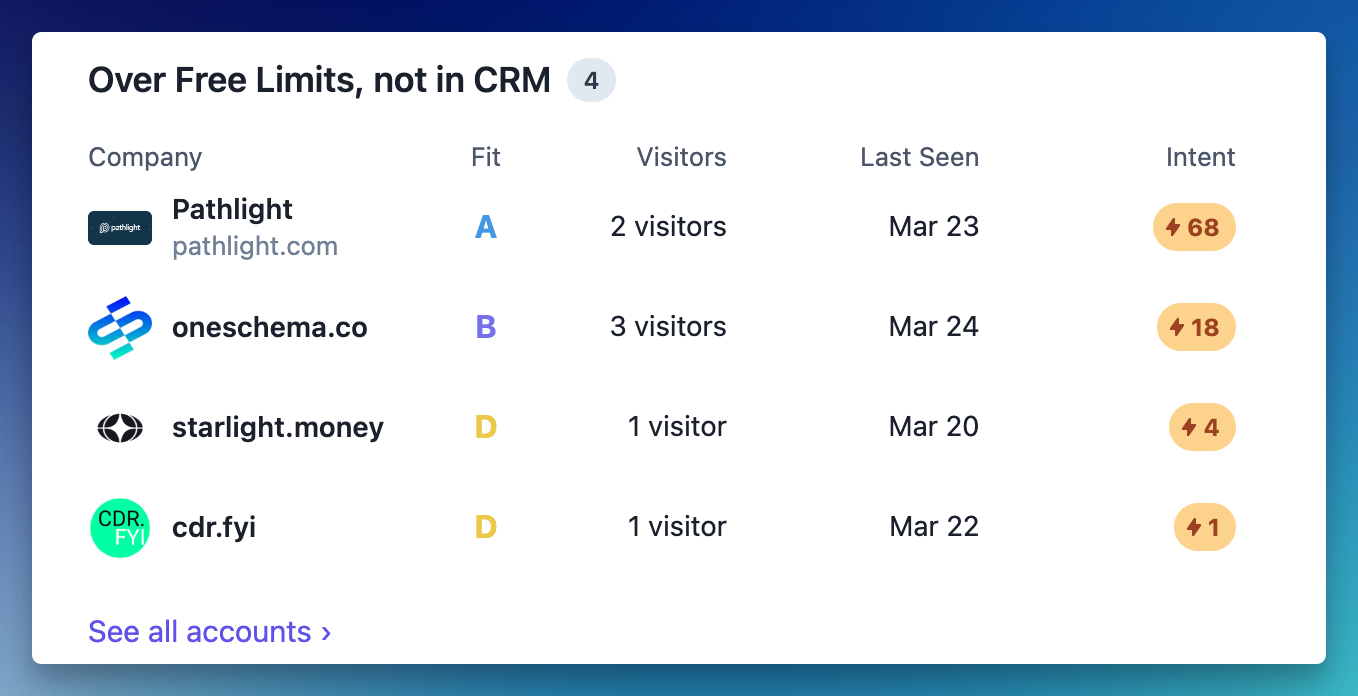 Over Free Limits, not in CRM 4
Company Fit Visitors Last Seen Intent
pathlight Pathlight
pathlight.com
A 2 visitors Mar 23 68
oneschema.co B 3 visitors Mar 24 18
starlight.money D 1 visitor Mar 20 4
CDR.
FYI
cdr.fyi D 1 visitor Mar 22 1
See all accounts ›